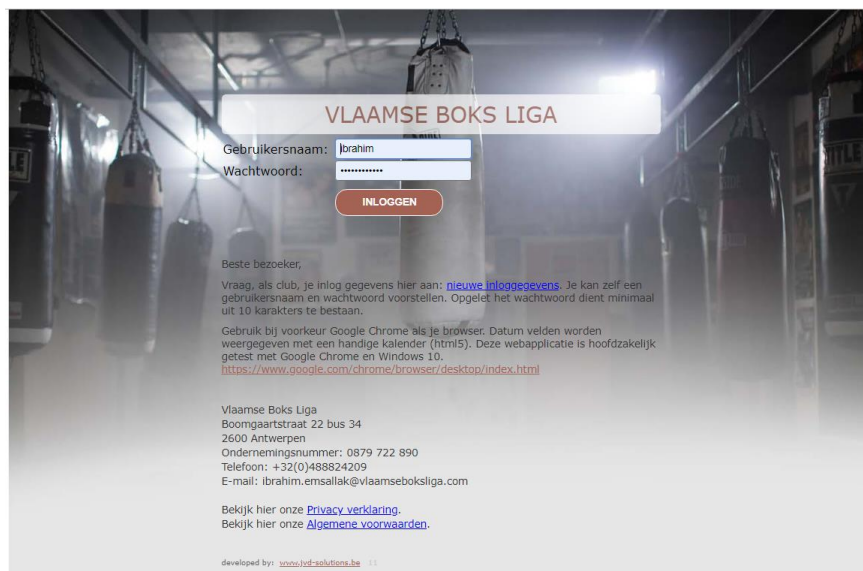 VLAAMSE BOKS LIGA
Gebruikersnaam: Ibrahim
Wachtwoord: ••••••••••••
INLOGGEN
Beste bezoeker,
Vraag, als club, je inlog gegevens hier aan: nieuwe inloggegevens. Je kan zelf een
gebruikersnaam en wachtwoord voorstellen. Opgelet het wachtwoord dient minimaal
uit 10 karakters te bestaan.
Gebruik bij voorkeur Google Chrome als je browser. Datum velden worden
weergegeven met een handige kalender (html5). Deze webapplicatie is hoofdzakelijk
getest met Google Chrome en Windows 10.
https://www.google.com/chrome/browser/desktop/index.html
Vlaamse Boks Liga
Boomgaartstraat 22 bus 34
2600 Antwerpen
Ondernemingsnummer: 0879 722 890
Telefoon: +32(0)488824209
E-mail: ibrahim.emsallak@vlaamseboksliga.com
Bekijk hier onze Privacy verklaring.
Bekijk hier onze Algemene voorwaarden.
developed by: www.jvd-solutions.be 11